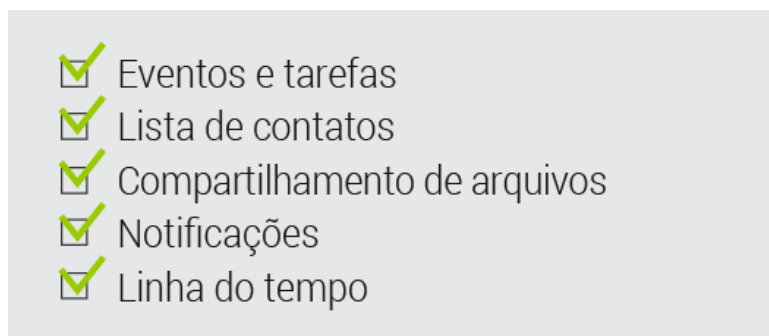 Eventos e tarefas
Lista de contatos
Compartilhamento de arquivos
Notificações
Linha do tempo